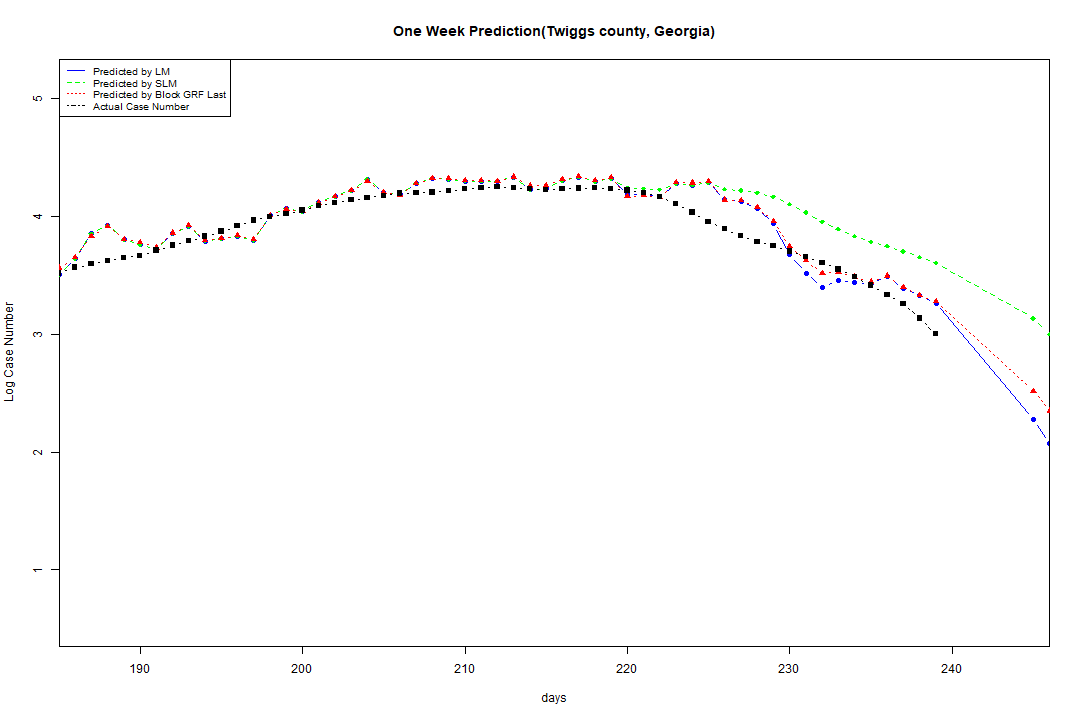 One Week Prediction(Twiggs county, Georgia)
Predicted by LM
Predicted by SLM
Predicted by Block GRF Last
Actual Case Number
5
4
3
2
1
Log Case Number
190 200 210 220 230 240
days